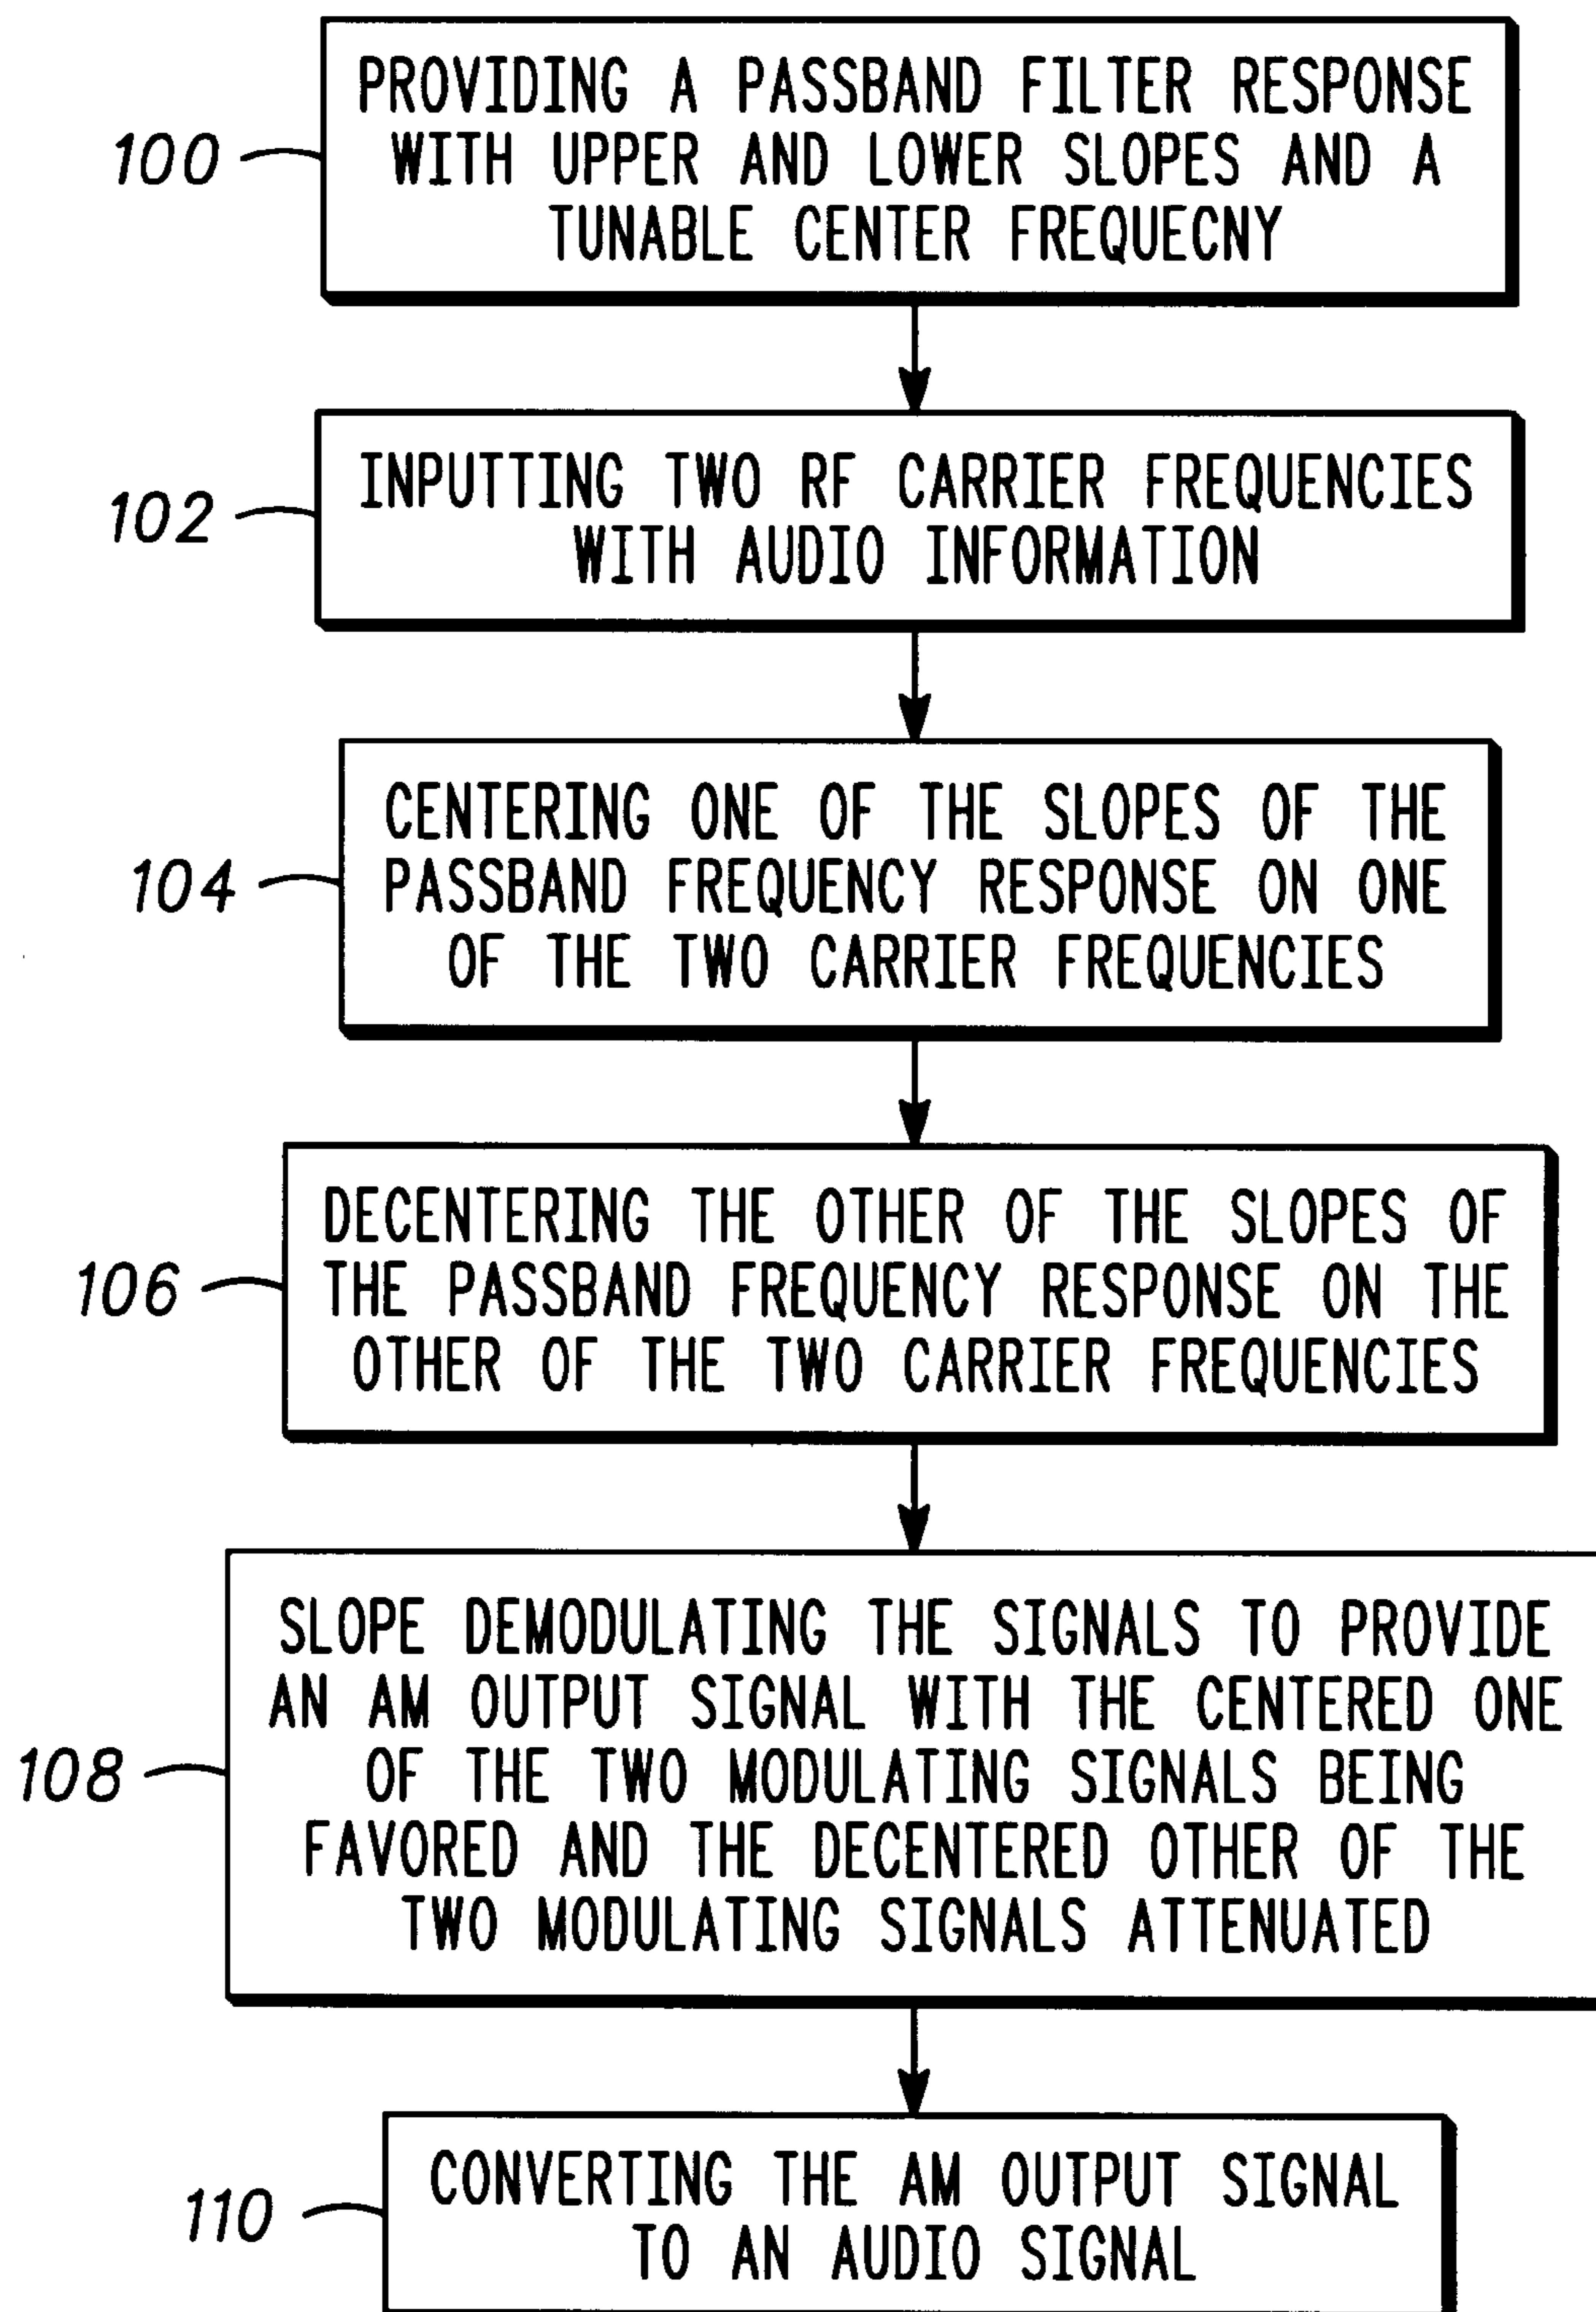 PROVIDING A PASSBAND FILTER RESPONSE
100
WITH UPPER AND LOWER SLOPES AND A
TUNABLE CENTER FREQUECNY
INPUTTING TWO RF CARRIER FREQUENCIES
102
WITH AUDIO INFORMATION
CENTERING ONE OF THE SLOPES OF THE
104
PASSBAND FREQUENCY RESPONSE ON ONE
OF THE TWO CARRIER FREQUENCIES
DECENTERING THE OTHER OF THE SLOPES OF
106
THE PASSBAND FREQUENCY RESPONSE ON THE
OTHER OF THE TWO CARRIER FREQUENCIES
SLOPE DEMODULATING THE SIGNALS TO PROVIDE
AN AM OUTPUT SIGNAL WITH THE CENTERED ONE
108
OF THE TWO MODULATING SIGNALS BEING
FAVORED AND THE DECENTERED OTHER OF THE
TWO MODULATING SIGNALS ATTENUATED
CONVERTING THE AM OUTPUT SIGNAL
110
TO AN AUDIO SIGNAL